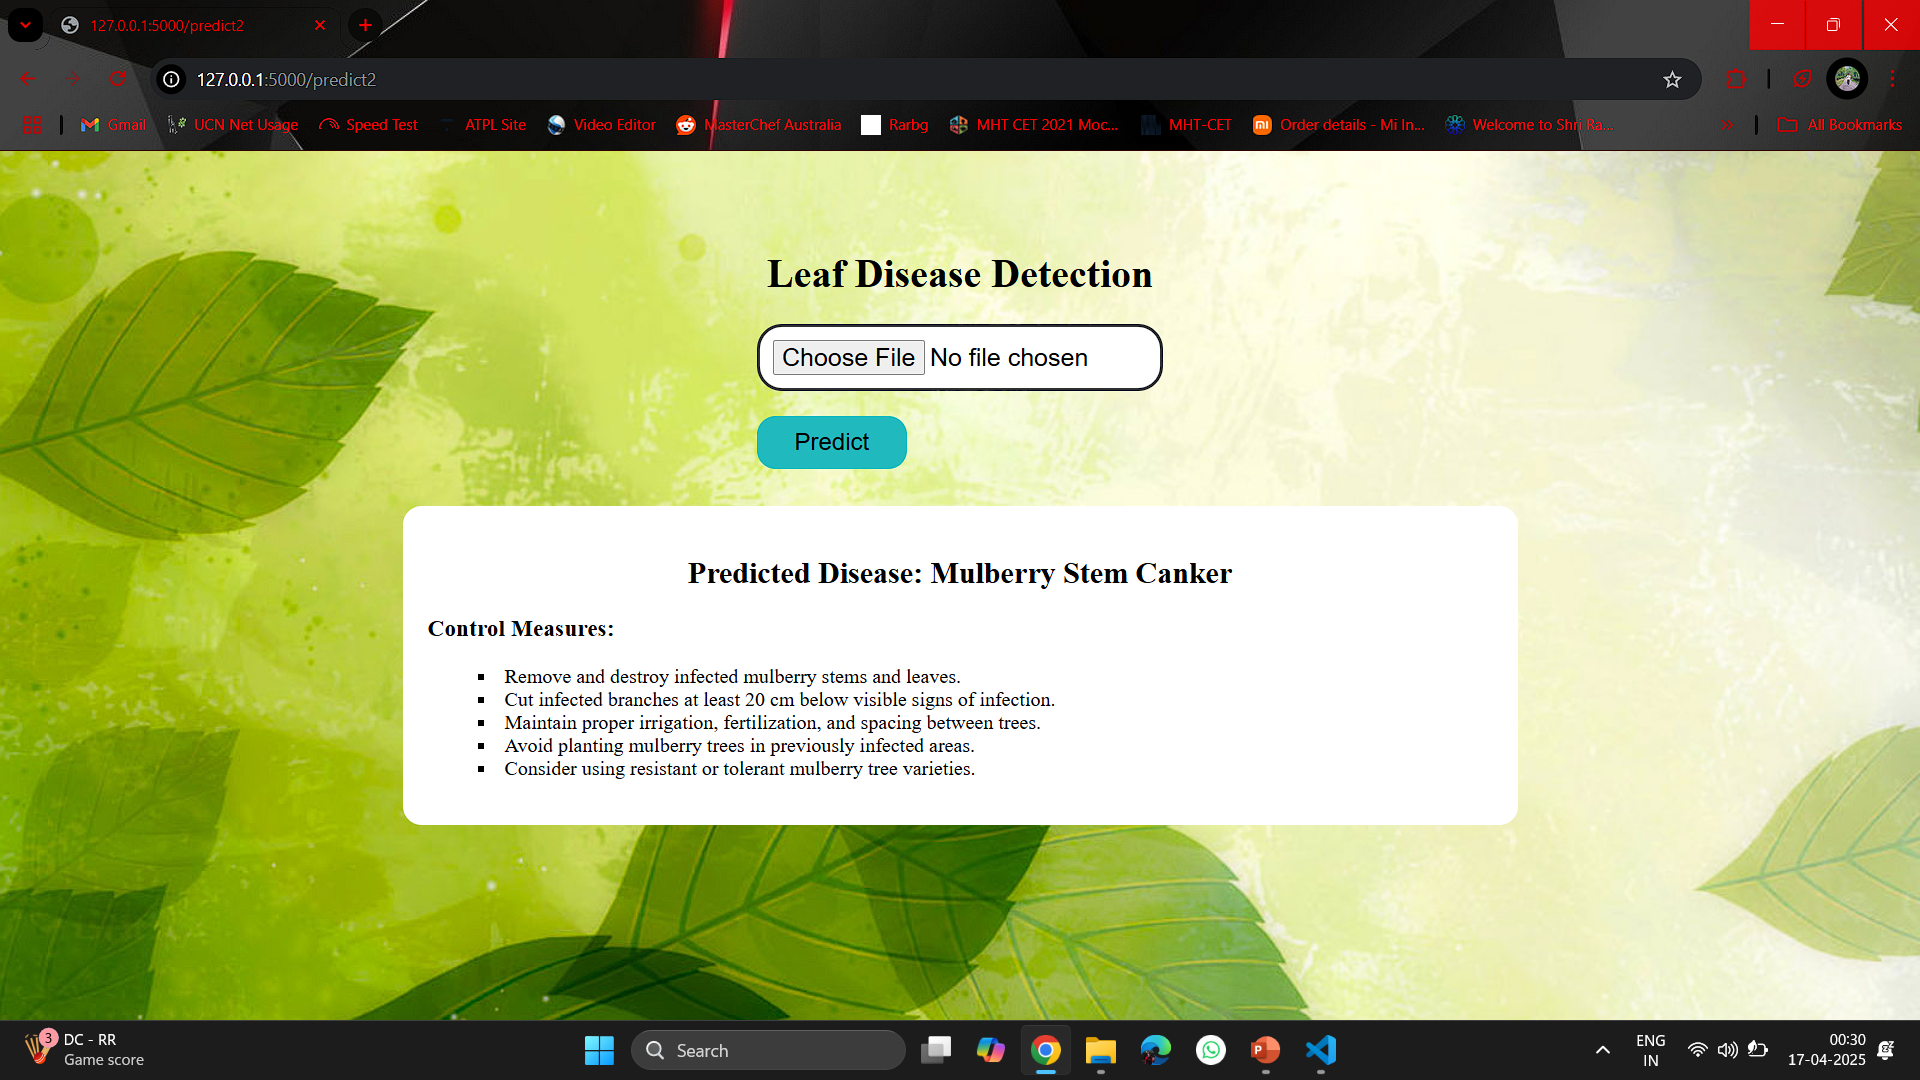 127.0.0.1:5000/predict2
127.0.0.1:5000/predict2
Gmail
UCN Net Usage
Speed Test
ATPL Site
Video Editor
MasterChef Australia
Rarbg
MHT CET 2021 Moc...
MHT-CET
Order details - Mi In...
Welcome to Shri Ra...
All Bookmarks
Leaf Disease Detection
Choose File No file chosen
Predict
Predicted Disease: Mulberry Stem Canker
Control Measures:
Remove and destroy infected mulberry stems and leaves.
Cut infected branches at least 20 cm below visible signs of infection.
Maintain proper irrigation, fertilization, and spacing between trees.
Avoid planting mulberry trees in previously infected areas.
Consider using resistant or tolerant mulberry tree varieties.
3
DC - RR
Game score
Search
ENG
IN
00:30
17-04-2025